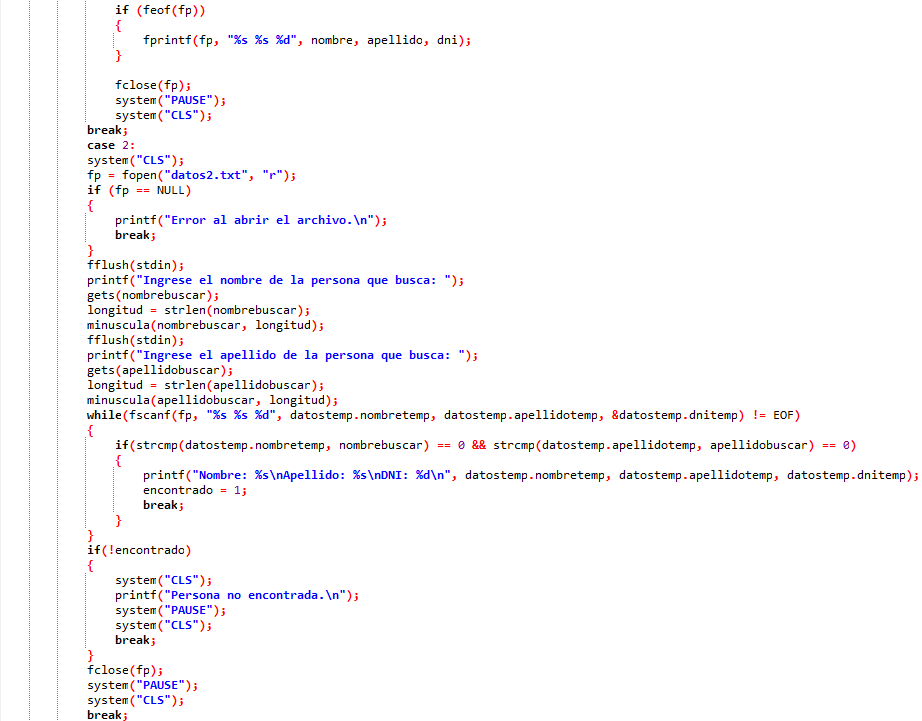 if (feof(fp))
{
fprintf(fp, "%s %s %d", nombre, apellido, dni);
}
fclose(fp);
system("PAUSE");
system("CLS");
break;
case 2:
system("CLS");
fp = fopen("datos2.txt", "r");
if (fp == NULL)
{
printf("Error al abrir el archivo.\n");
break;
}
fflush(stdin);
printf("Ingrese el nombre de la persona que busca: ");
gets(nombrebuscar);
longitud = strlen(nombrebuscar);
minuscula(nombrebuscar, longitud);
fflush(stdin);
printf("Ingrese el apellido de la persona que busca: ");
gets(apellidobuscar);
longitud = strlen(apellidobuscar);
minuscula(apellidobuscar, longitud);
while(fscanf(fp, "%s %s %d", datostemp.nombretemp, datostemp.apellidotemp, &datostemp.dnitemp) != EOF)
{
if(strcmp(datostemp.nombretemp, nombrebuscar) == 0 && strcmp(datostemp.apellidotemp, apellidobuscar) == 0)
{
printf("Nombre: %s\nApellido: %s\nDNI: %d\n", datostemp.nombretemp, datostemp.apellidotemp, datostemp.dnitemp);
encontrado = 1;
break;
}
}
if(!encontrado)
{
system("CLS");
printf("Persona no encontrada.\n");
system("PAUSE");
system("CLS");
break;
}
fclose(fp);
system("PAUSE");
system("CLS");
break;